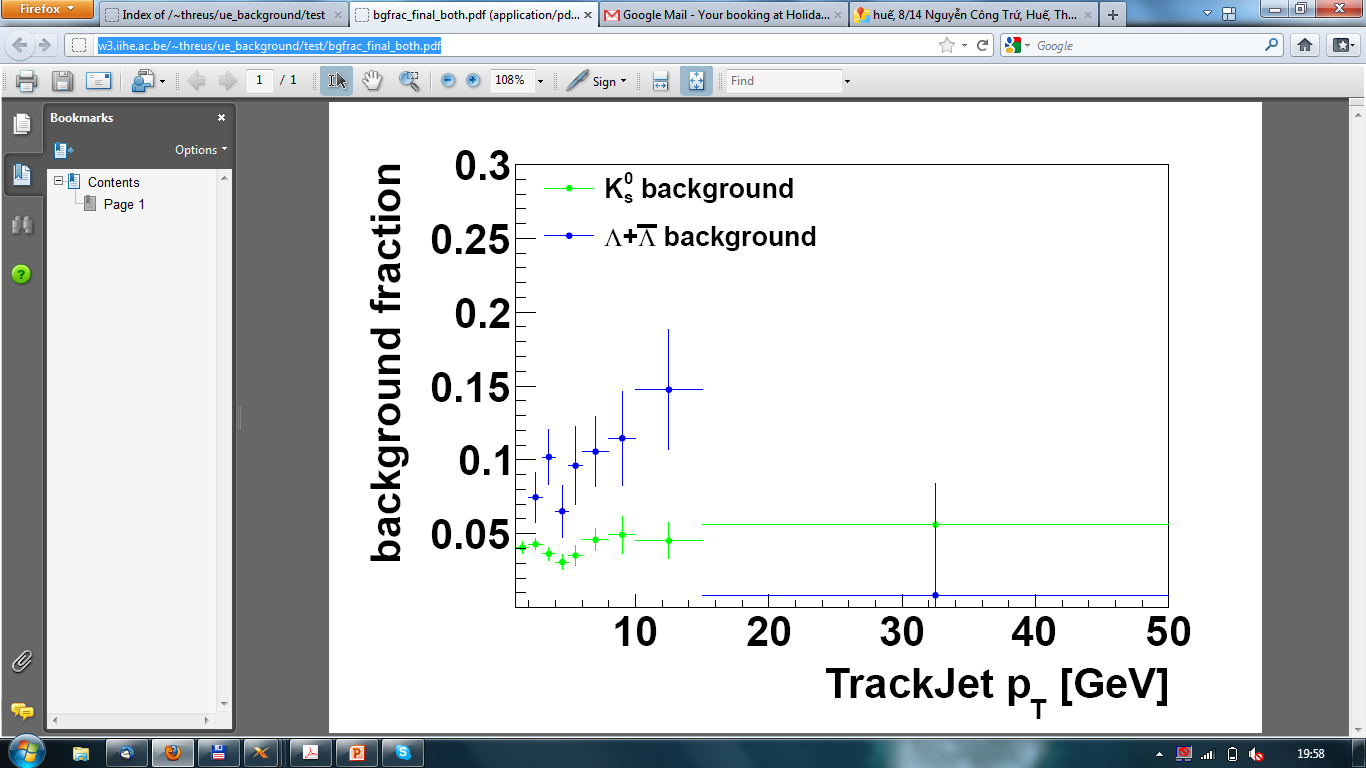 Firefox
Index of /~threus/ue_background/test
bgfrac_final_both.pdf (application/pd...
Google Mail - Your booking at Holida...
huế, 8/14 Nguyễn Công Trứ, Huế, Th...
w3.iihe.ac.be/~threus/ue_background/test/bgfrac_final_both.pdf
Google
1 / 1
108%
Sign
Find
Bookmarks
Options
Contents
Page 1
background fraction
0.3
0.25
0.2
0.15
0.1
0.05
K⁰ₛ background
Λ+Λ̅ background
10 20 30 40 50
TrackJet p_T [GeV]
19:58